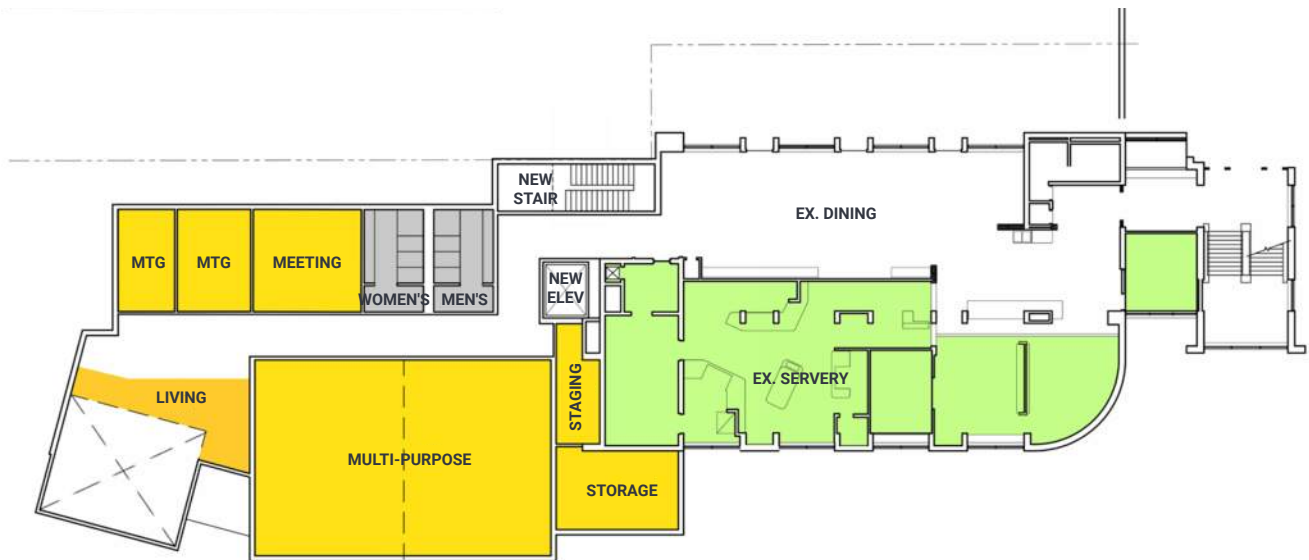 NEW
STAIR
EX. DINING
MTG
MTG
MEETING
WOMEN'S
MEN'S
NEW
ELEV
LIVING
STAGING
EX. SERVERY
MULTI-PURPOSE
STORAGE